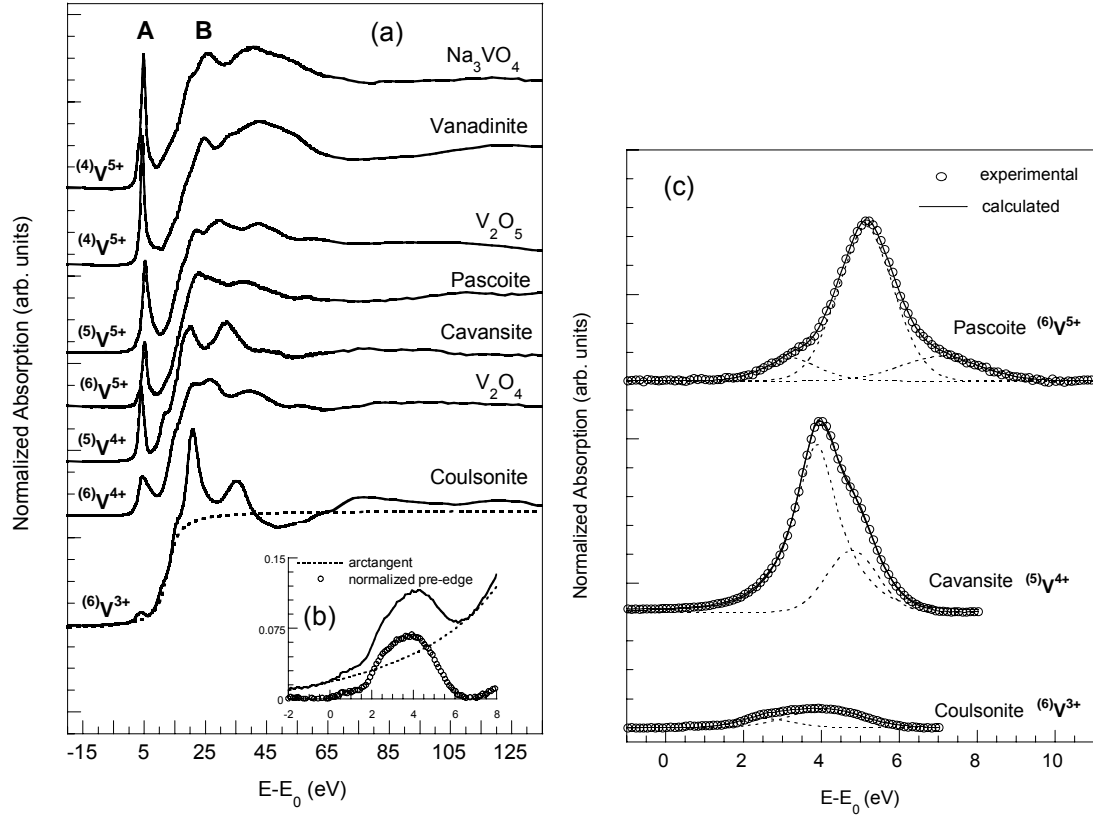 A B (a)
Na3VO4
Vanadinite
(4)V5+
V2O5
(4)V5+
Pascoite
Cavansite
(5)V5+
(6)V5+
V2O4
(5)V4+
Coulsonite
(6)V4+
(6)V3+
Normalized Absorption (arb. units)
-15 5 25 45 65 85 105 125
E-E0 (eV)
0.15
0.075
0
arctangent
normalized pre-edge
(b)
-2 0 2 4 6 8
(c)
experimental
calculated
Pascoite (6)V5+
Cavansite (5)V4+
Coulsonite (6)V3+
Normalized Absorption (arb. units)
0 2 4 6 8 10
E-E0 (eV)